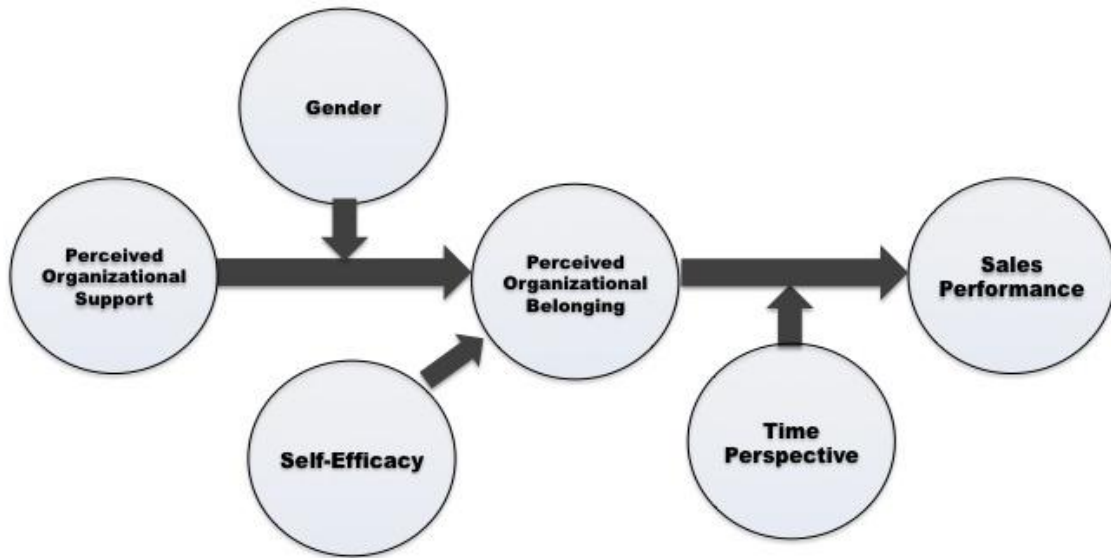 Gender
Perceived
Organizational
Support
Perceived
Organizational
Belonging
Sales
Performance
Self-Efficacy
Time
Perspective